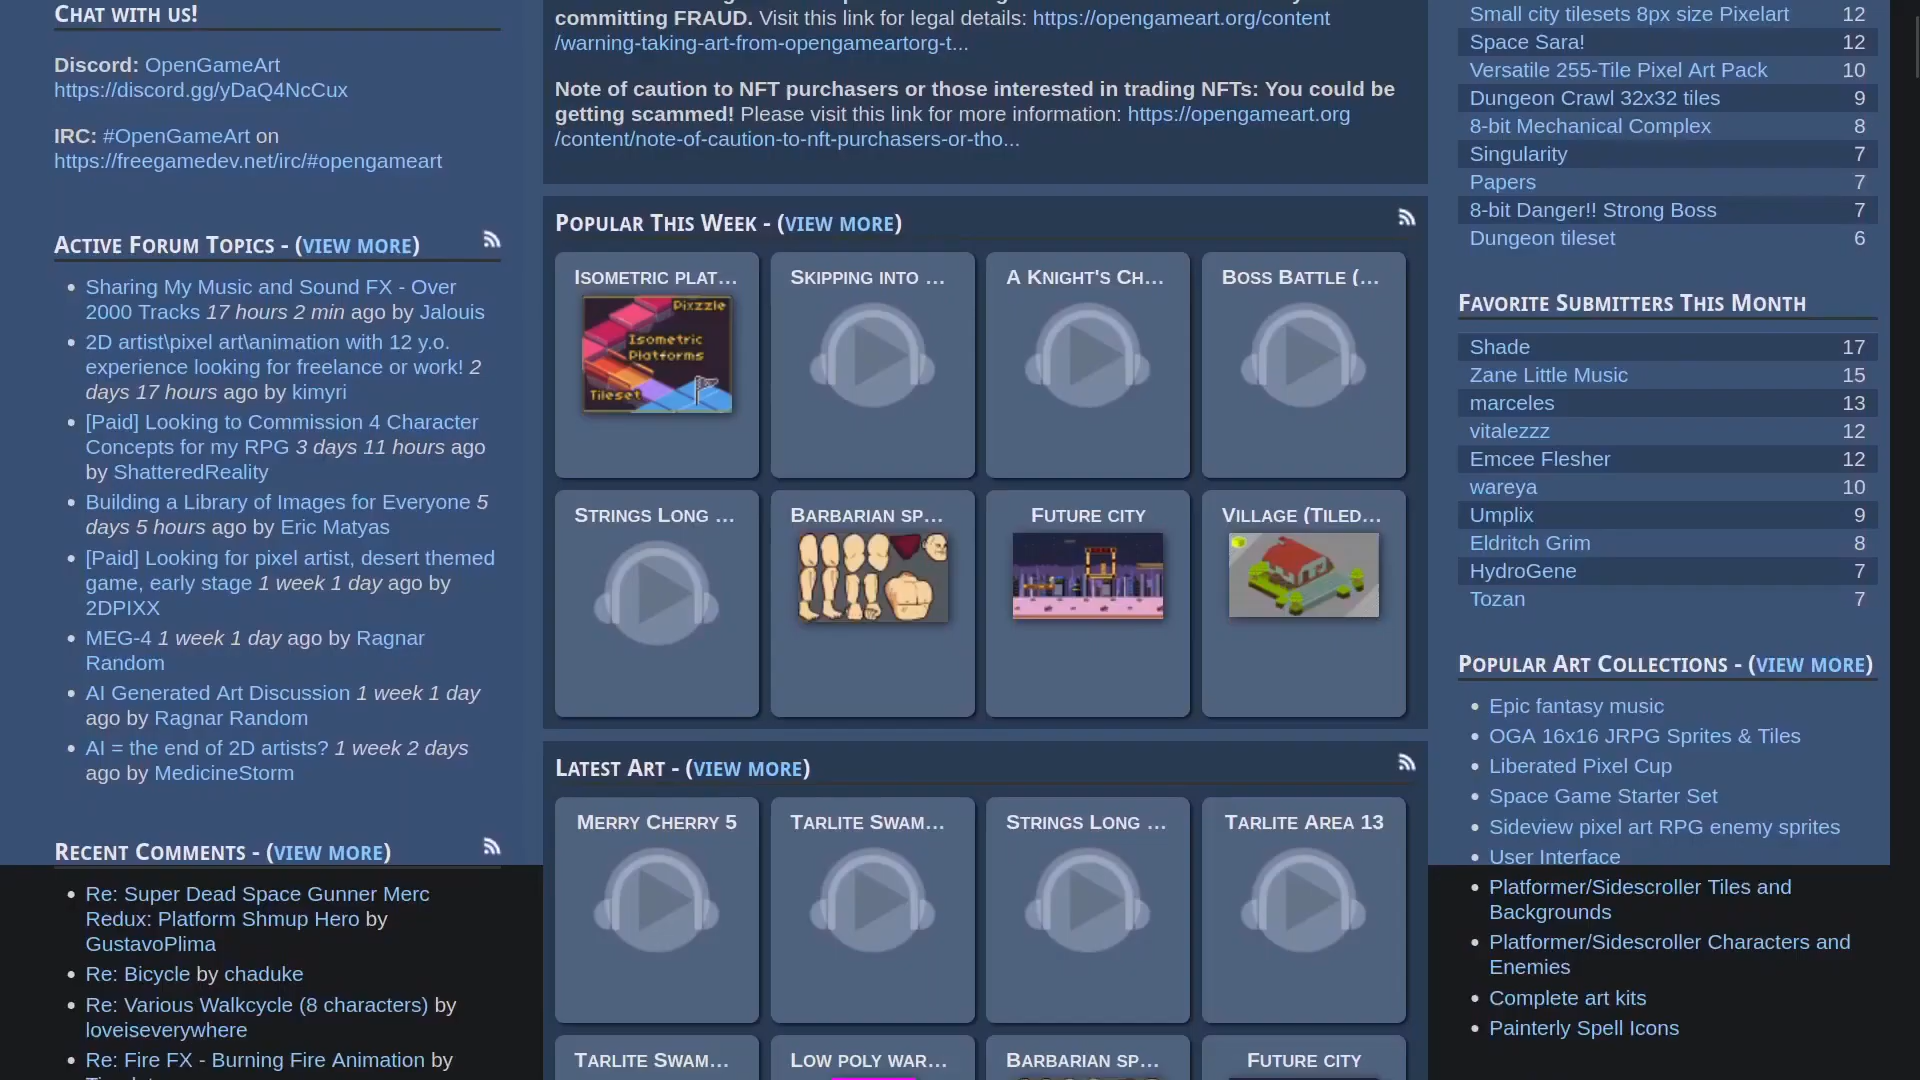 Chat with us!
Discord: OpenGameArt
https://discord.gg/yDaQ4NcCux
IRC: #OpenGameArt on
https://freegamedev.net/irc/#opengameart
Active Forum Topics - (view more)
Sharing My Music and Sound FX - Over
2000 Tracks 17 hours 2 min ago by Jalouis
2D artist\pixel art\animation with 12 y.o.
experience looking for freelance or work! 2
days 17 hours ago by kimyri
[Paid] Looking to Commission 4 Character
Concepts for my RPG 3 days 11 hours ago
by ShatteredReality
Building a Library of Images for Everyone 5
days 5 hours ago by Eric Matyas
[Paid] Looking for pixel artist, desert themed
game, early stage 1 week 1 day ago by
2DPIXX
MEG-4 1 week 1 day ago by Ragnar
Random
AI Generated Art Discussion 1 week 1 day
ago by Ragnar Random
AI = the end of 2D artists? 1 week 2 days
ago by MedicineStorm
Recent Comments - (view more)
Re: Super Dead Space Gunner Merc
Redux: Platform Shmup Hero by
GustavoPlima
Re: Bicycle by chaduke
Re: Various Walkcycle (8 characters) by
loveiseverywhere
Re: Fire FX - Burning Fire Animation by
committing FRAUD. Visit this link for legal details: https://opengameart.org/content
/warning-taking-art-from-opengameartorg-t...
Note of caution to NFT purchasers or those interested in trading NFTs: You could be
getting scammed! Please visit this link for more information: https://opengameart.org
/content/note-of-caution-to-nft-purchasers-or-tho...
Popular This Week - (view more)
Isometric plat...
Pixzzle
Isometric
Platforms
Tileset
Skipping into ...
A Knight's Ch...
Boss Battle (...
Strings Long ...
Barbarian sp...
Future city
Village (Tiled...
Latest Art - (view more)
Merry Cherry 5
Tarlite Swam...
Strings Long ...
Tarlite Area 13
Tarlite Swam...
Low poly war...
Barbarian sp...
Future city
Small city tilesets 8px size Pixelart 12
Space Sara! 12
Versatile 255-Tile Pixel Art Pack 10
Dungeon Crawl 32x32 tiles 9
8-bit Mechanical Complex 8
Singularity 7
Papers 7
8-bit Danger!! Strong Boss 7
Dungeon tileset 6
Favorite Submitters This Month
Shade 17
Zane Little Music 15
marceles 13
vitalezzz 12
Emcee Flesher 12
wareya 10
Umplix 9
Eldritch Grim 8
HydroGene 7
Tozan 7
Popular Art Collections - (view more)
Epic fantasy music
OGA 16x16 JRPG Sprites & Tiles
Liberated Pixel Cup
Space Game Starter Set
Sideview pixel art RPG enemy sprites
User Interface
Platformer/Sidescroller Tiles and
Backgrounds
Platformer/Sidescroller Characters and
Enemies
Complete art kits
Painterly Spell Icons